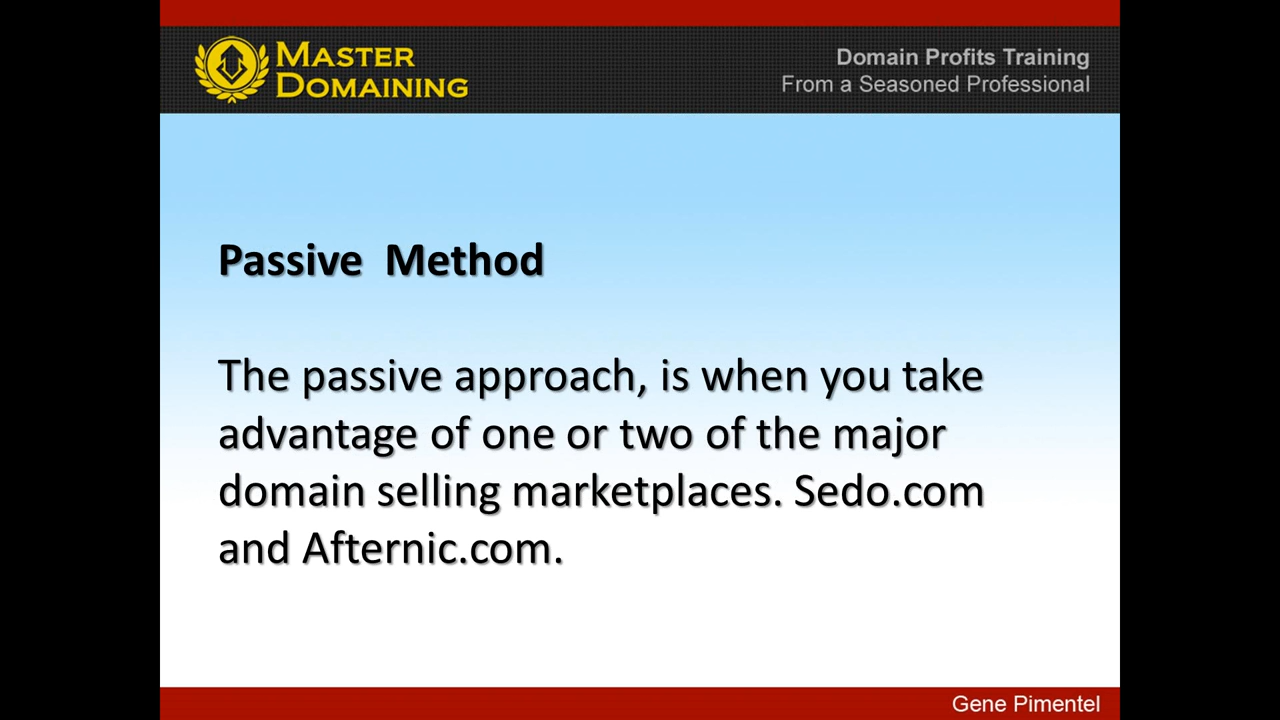 MASTER
DOMAINING
Domain Profits Training
From a Seasoned Professional
Passive Method
The passive approach, is when you take
advantage of one or two of the major
domain selling marketplaces. Sedo.com
and Afternic.com.
Gene Pimentel